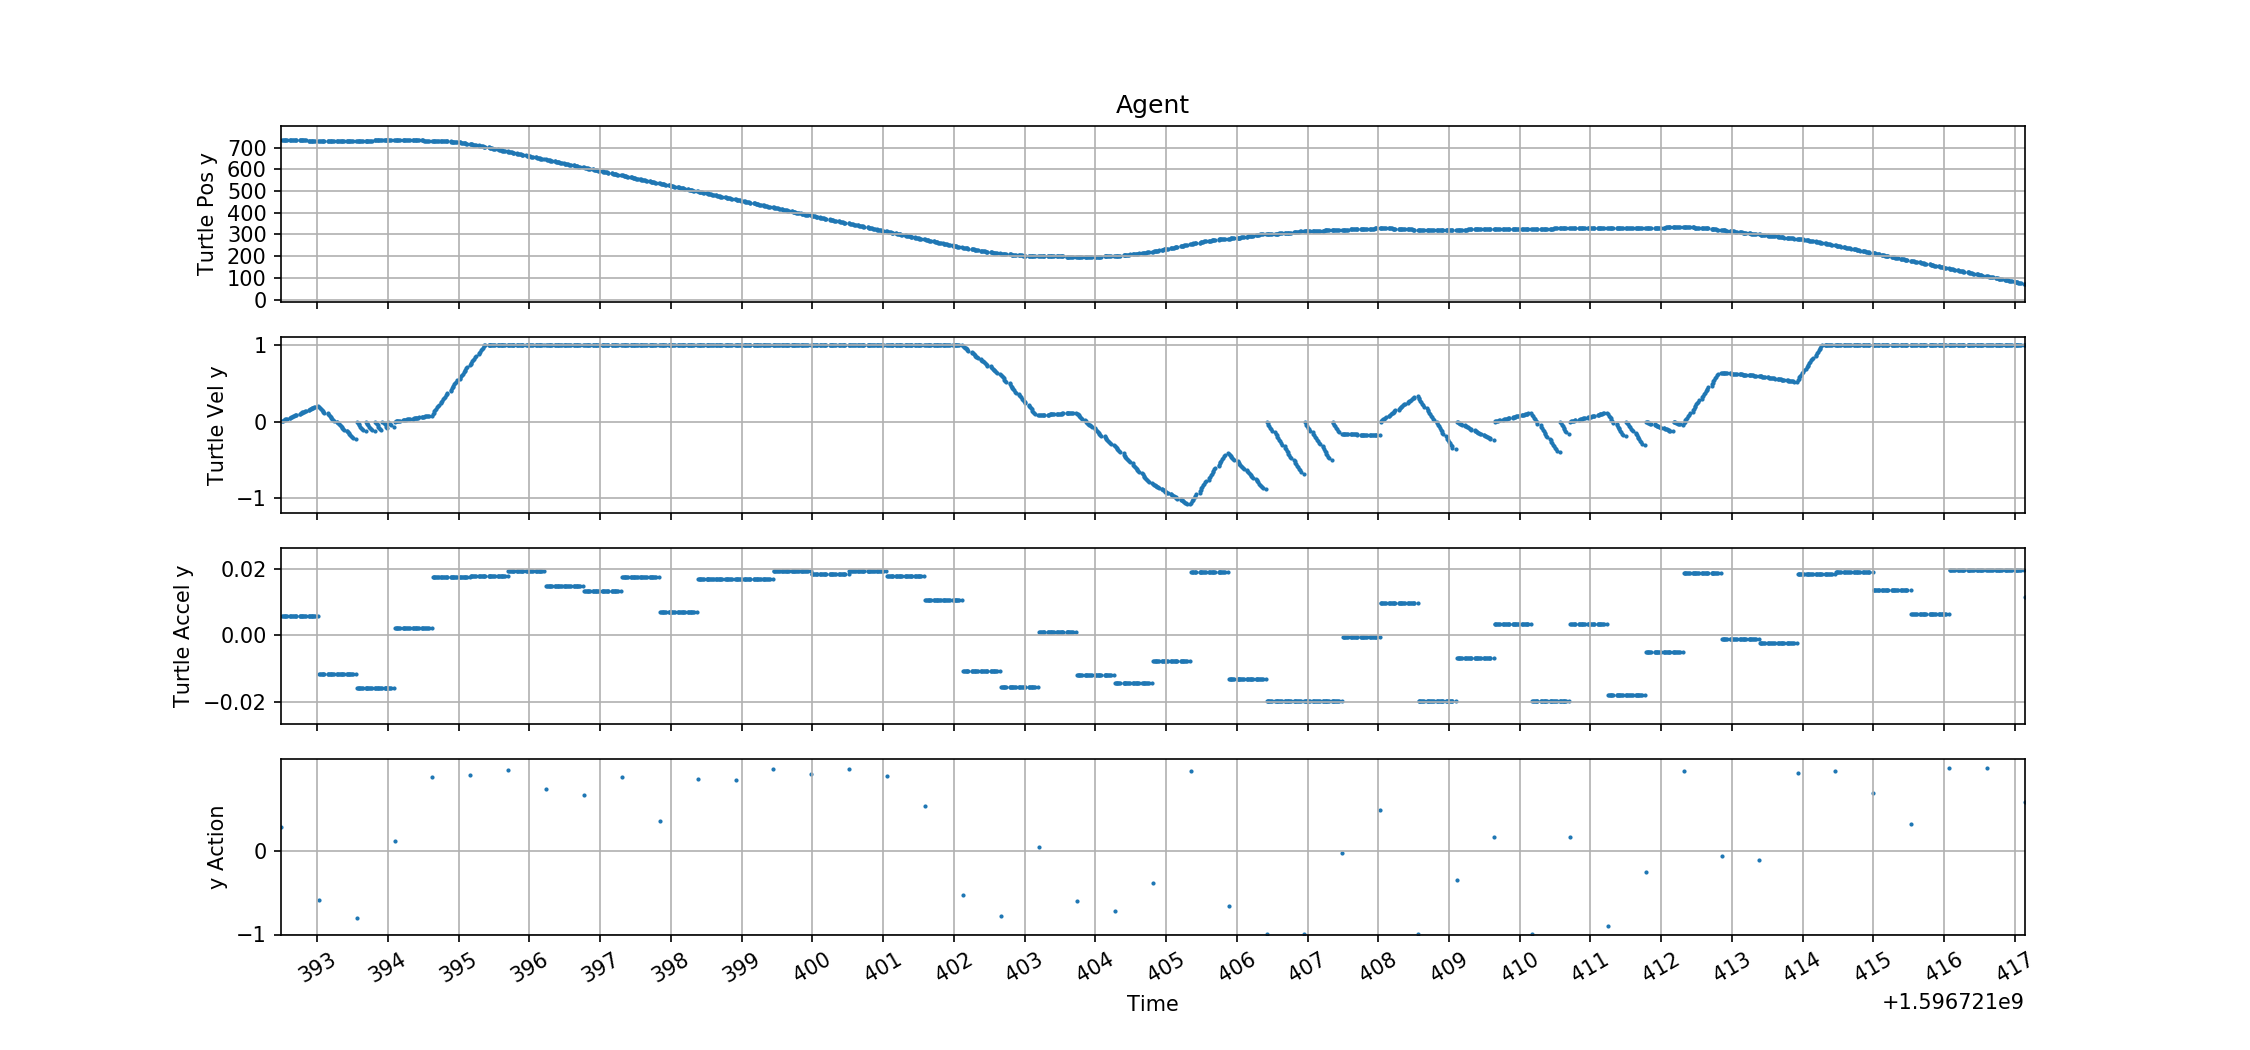 Agent
Turtle Pos y
700
600
500
400
300
200
100
0
Turtle Vel y
1
0
−1
Turtle Accel y
0.02
0.00
−0.02
y Action
0
−1
393 394 395 396 397 398 399 400 401 402 403 404 405 406 407 408 409 410 411 412 413 414 415 416 417
Time
+1.596721e9